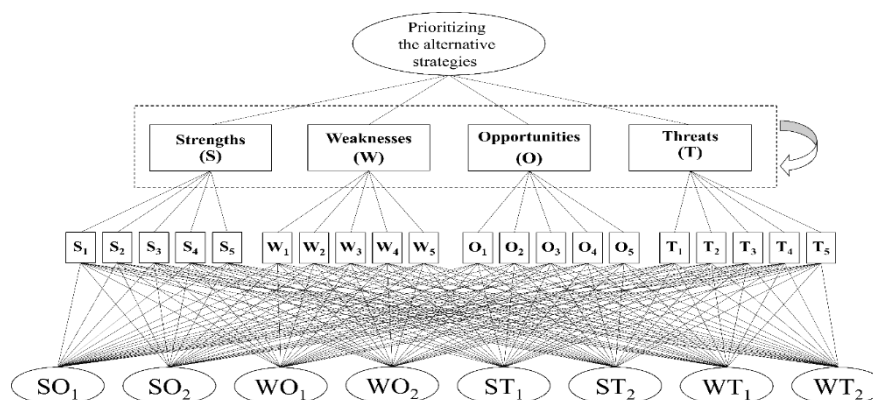 Prioritizing
the alternative
strategies
Strengths
(S)
Weaknesses
(W)
Opportunities
(O)
Threats
(T)
S₁ S₂ S₃ S₄ S₅ W₁ W₂ W₃ W₄ W₅ O₁ O₂ O₃ O₄ O₅ T₁ T₂ T₃ T₄ T₅
SO₁ SO₂ WO₁ WO₂ ST₁ ST₂ WT₁ WT₂